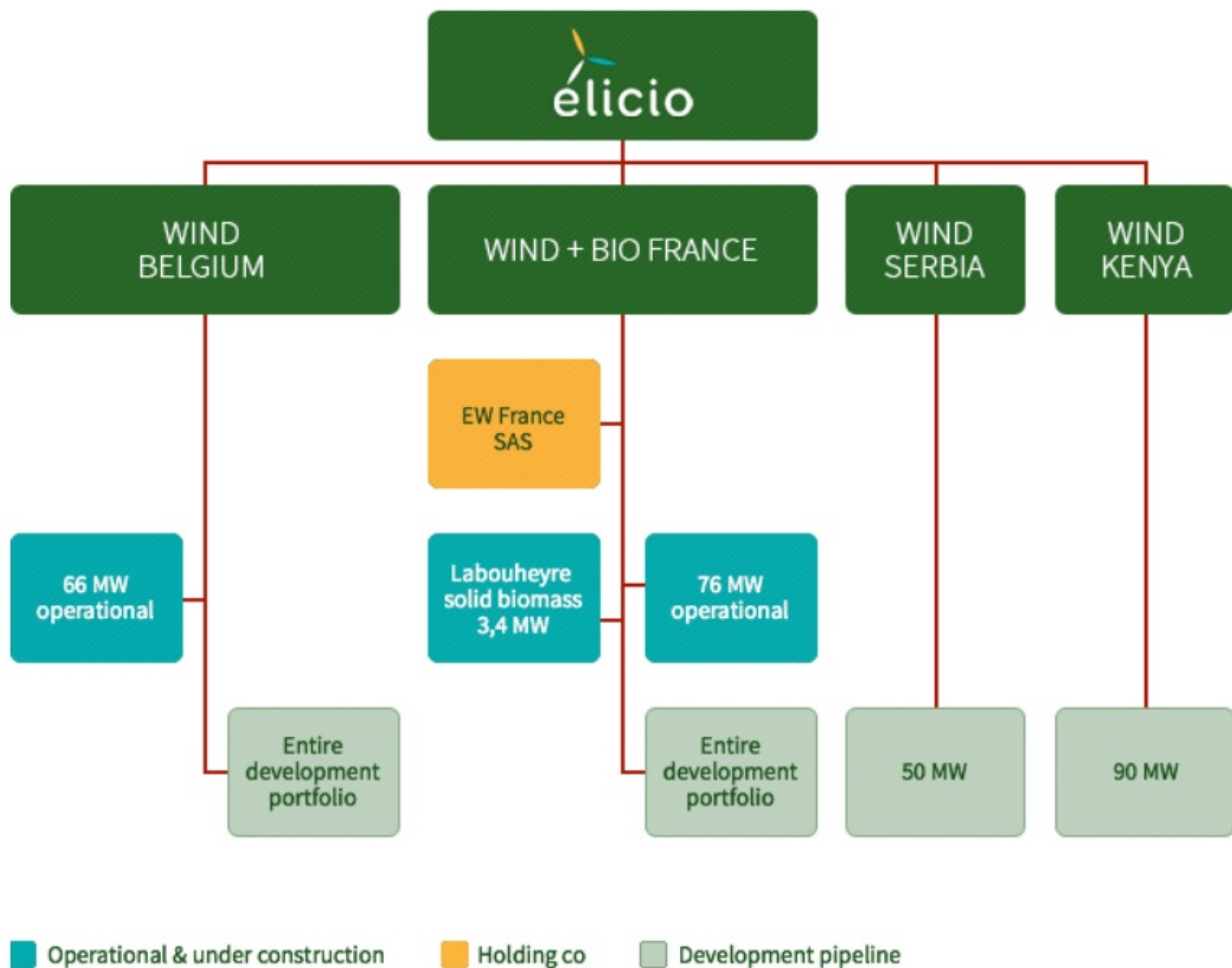 élicio
WIND
BELGIUM
WIND + BIO FRANCE
WIND
SERBIA
WIND
KENYA
EW France
SAS
66 MW
operational
Labouheyre
solid biomass
3,4 MW
76 MW
operational
Entire
development
portfolio
Entire
development
portfolio
50 MW
90 MW
Operational & under construction
Holding co
Development pipeline